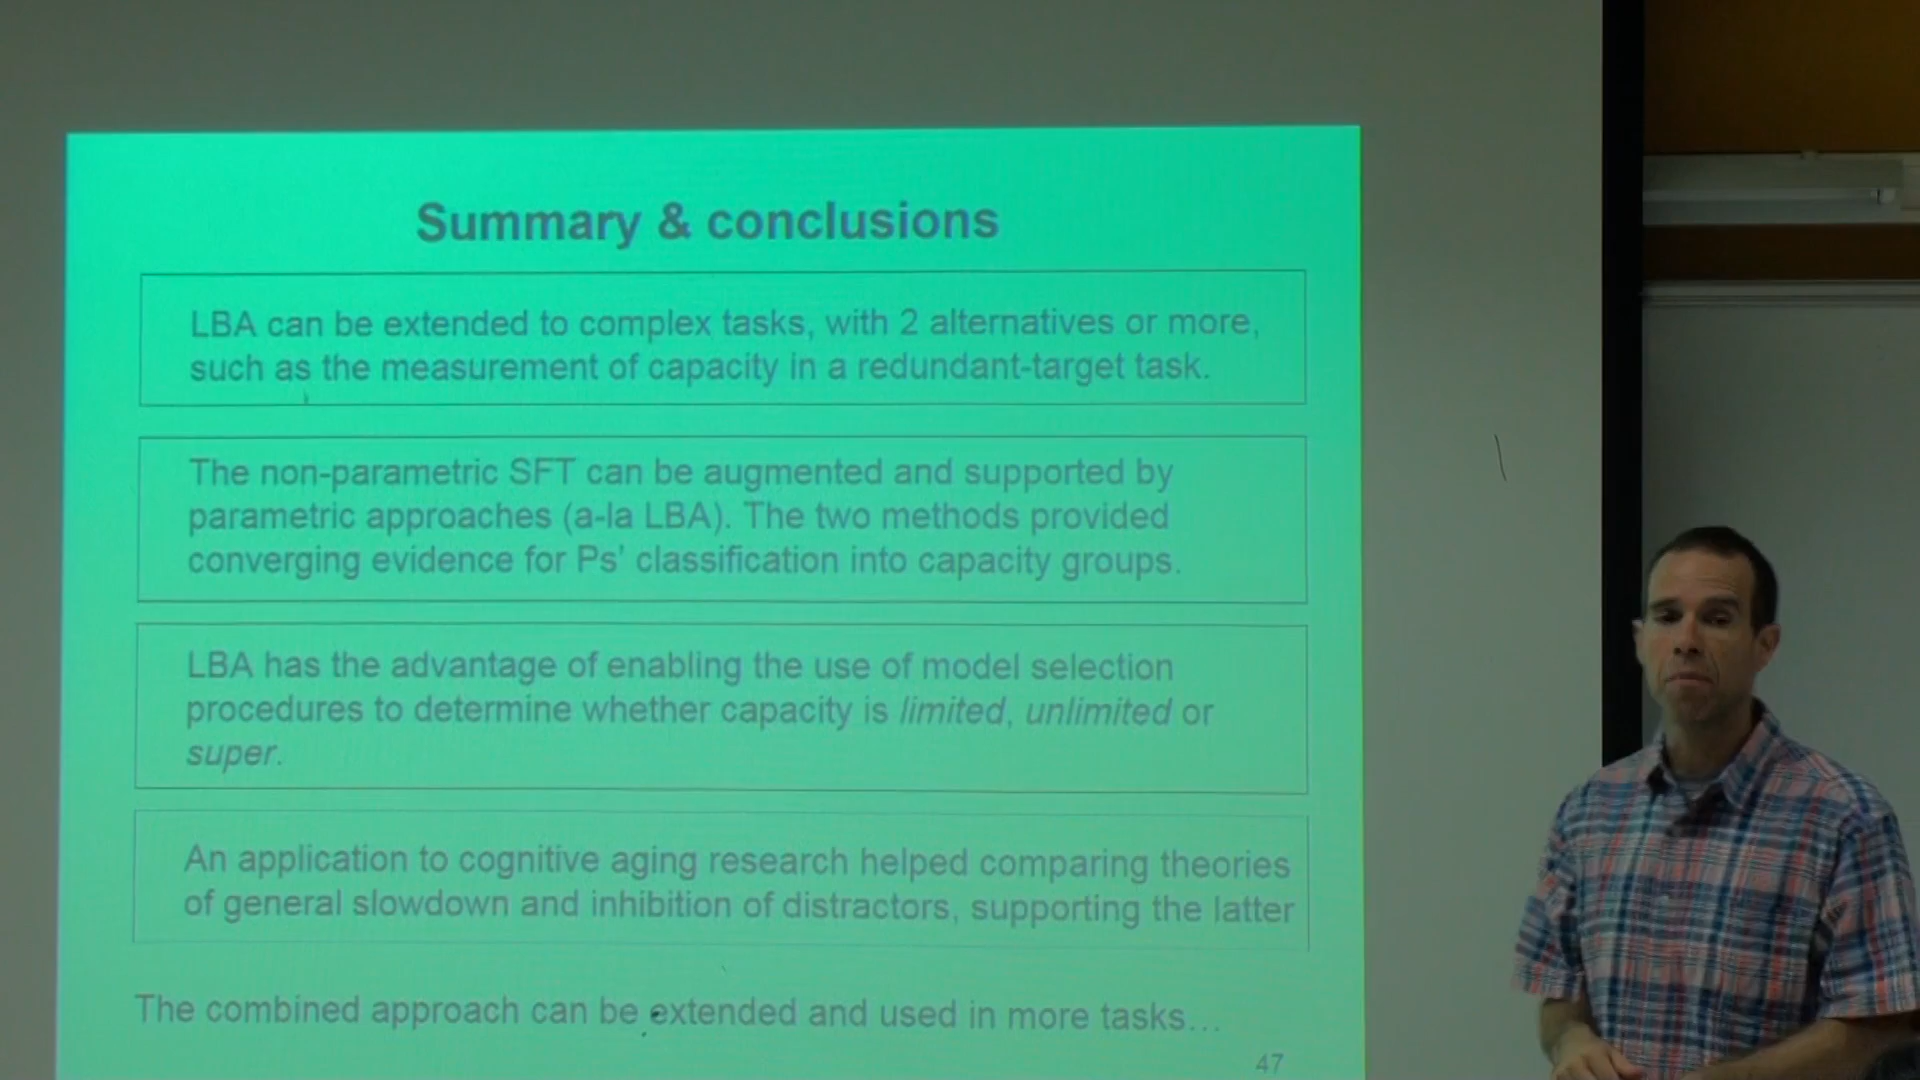 Summary & conclusions
LBA can be extended to complex tasks, with 2 alternatives or more,
such as the measurement of capacity in a redundant-target task.
The non-parametric SFT can be augmented and supported by
parametric approaches (a-la LBA). The two methods provided
converging evidence for Ps' classification into capacity groups.
LBA has the advantage of enabling the use of model selection
procedures to determine whether capacity is limited, unlimited or
super.
An application to cognitive aging research helped comparing theories
of general slowdown and inhibition of distractors, supporting the latter
The combined approach can be extended and used in more tasks...
47